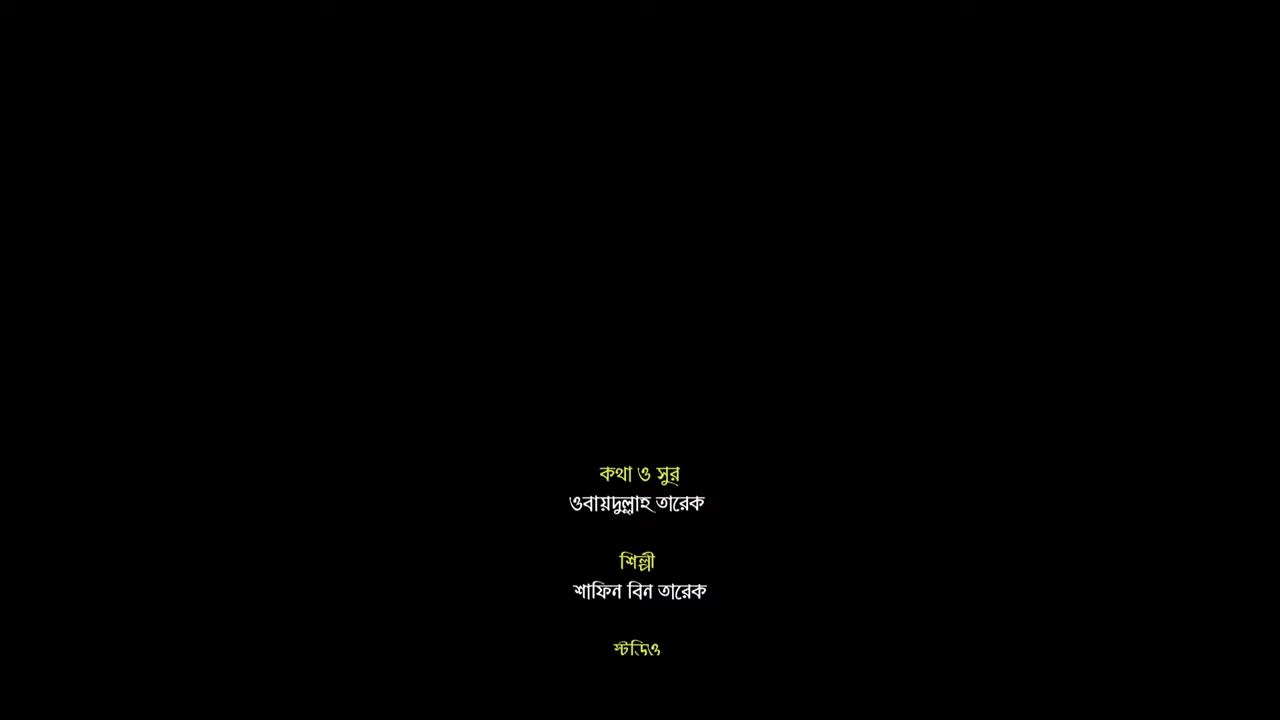 কথা ও সুর
ওবায়দুল্লাহ তারেক
শিল্পী
শাফিন বিন তারেক
স্টুডিও